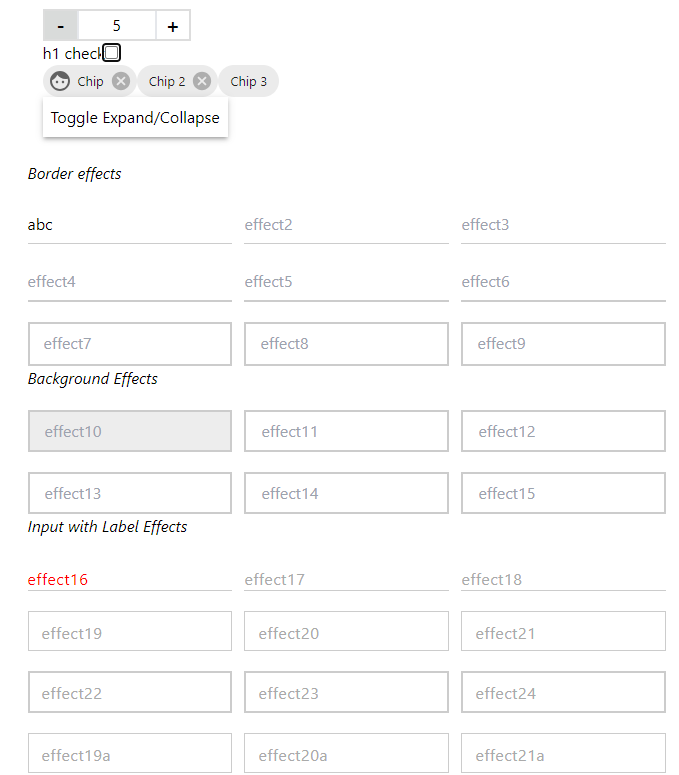 - 5 +
h1 check
Chip Chip 2 Chip 3
Toggle Expand/Collapse
Border effects
abc effect2 effect3
effect4 effect5 effect6
effect7 effect8 effect9
Background Effects
effect10 effect11 effect12
effect13 effect14 effect15
Input with Label Effects
effect16 effect17 effect18
effect19 effect20 effect21
effect22 effect23 effect24
effect19a effect20a effect21a